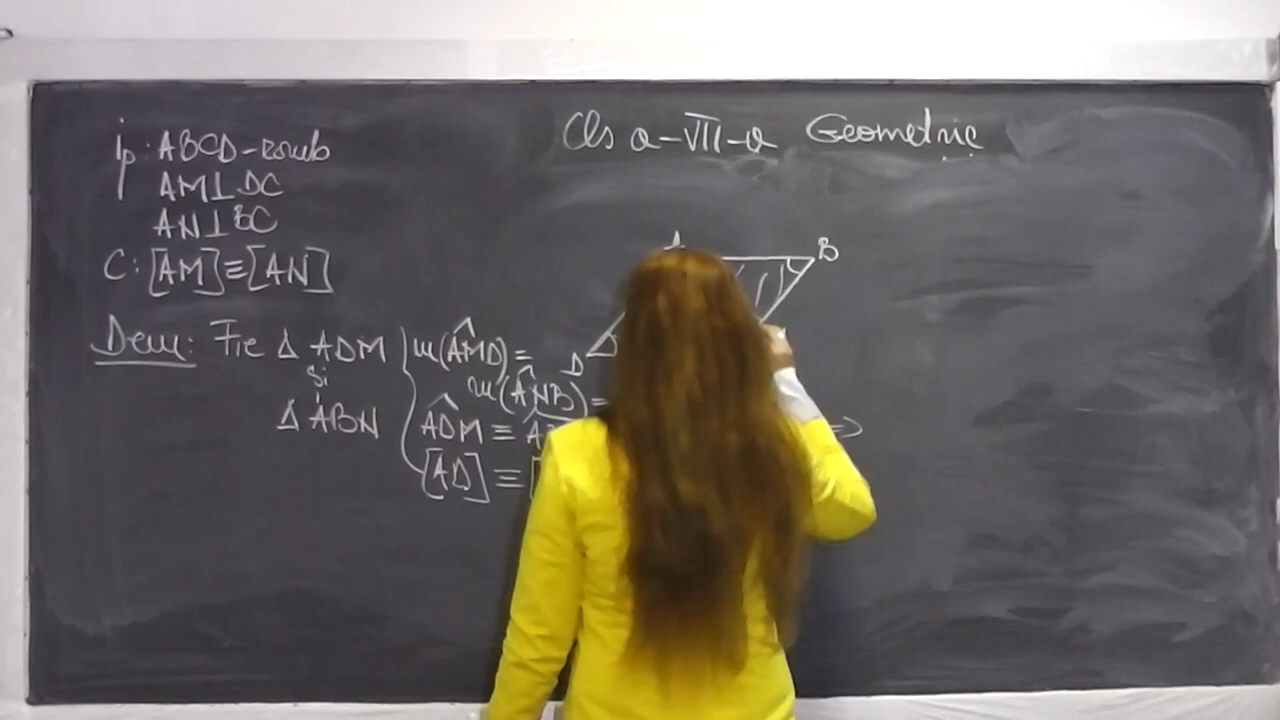 Cls a-VII-a Geometrie
ip: ABCD-romb
AM⊥DC
AN⊥BC
C: [AM]≡[AN]
A
B
D
Dem: Fie Δ ADM
și
Δ ABN
m(AMD)=
m(ANB)=
ADM ≡
=>
[AD] ≡ [